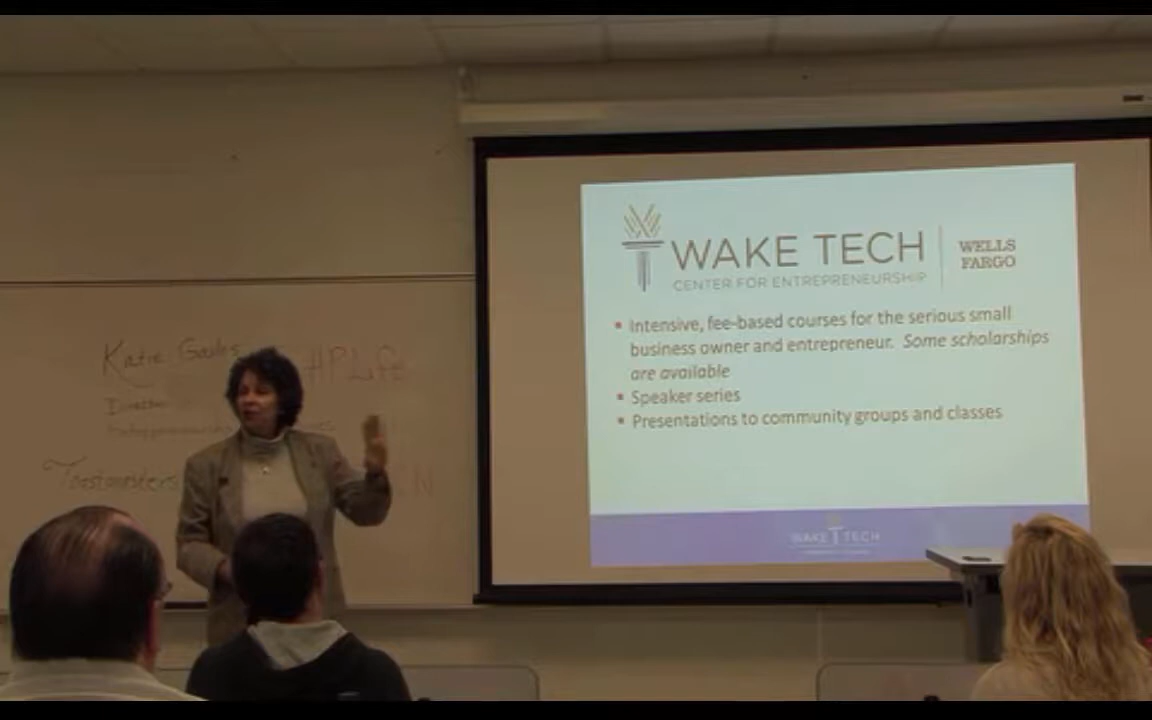 WAKE TECH
CENTER FOR ENTREPRENEURSHIP
WELLS
FARGO
Intensive, fee-based courses for the serious small
business owner and entrepreneur. Some scholarships
are available
Speaker series
Presentations to community groups and classes
WAKE TECH
Katie Gailes
HP Life
Director
Toastmasters